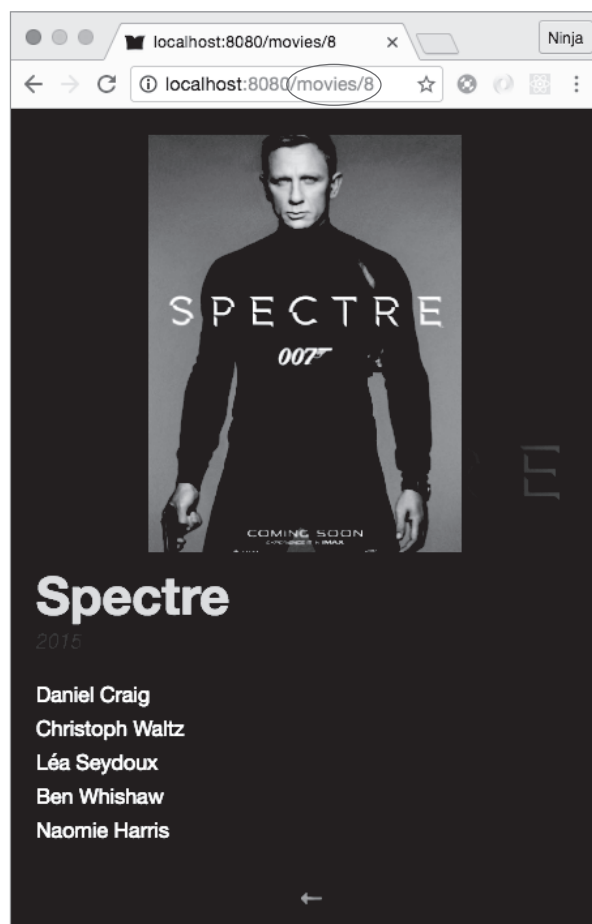 localhost:8080/movies/8
Ninja
localhost:8080/movies/8
SPECTRE
007
COMING SOON
IMAX
E
Spectre
2015
Daniel Craig
Christoph Waltz
Léa Seydoux
Ben Whishaw
Naomie Harris